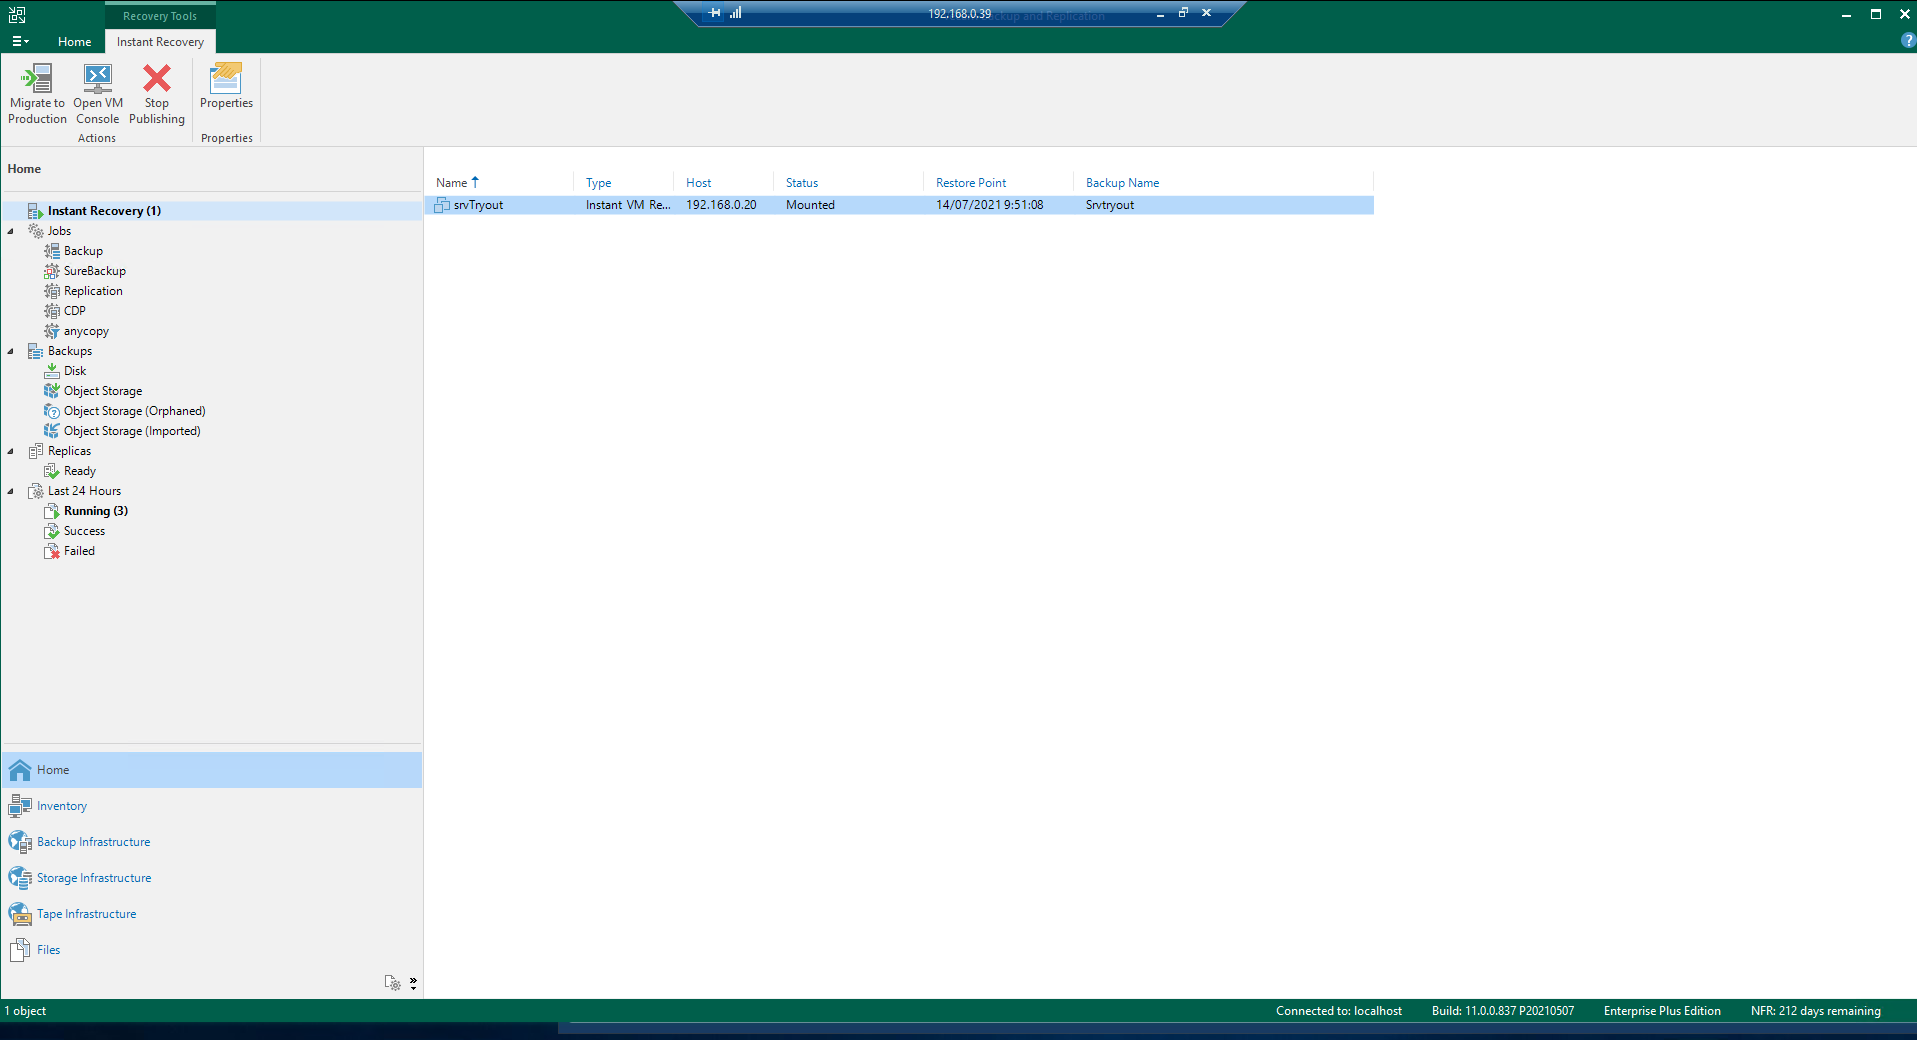 Recovery Tools
192.168.0.39
Backup and Replication
Home
Instant Recovery
?
Migrate to Production
Open VM Console
Stop Publishing
Properties
Actions
Properties
Home
Instant Recovery (1)
Jobs
Backup
SureBackup
Replication
CDP
anycopy
Backups
Disk
Object Storage
Object Storage (Orphaned)
Object Storage (Imported)
Replicas
Ready
Last 24 Hours
Running (3)
Success
Failed
Name Type Host Status Restore Point Backup Name
srvTryout Instant VM Re... 192.168.0.20 Mounted 14/07/2021 9:51:08 Srvtryout
Home
Inventory
Backup Infrastructure
Storage Infrastructure
Tape Infrastructure
Files
1 object
Connected to: localhost
Build: 11.0.0.837 P20210507
Enterprise Plus Edition
NFR: 212 days remaining